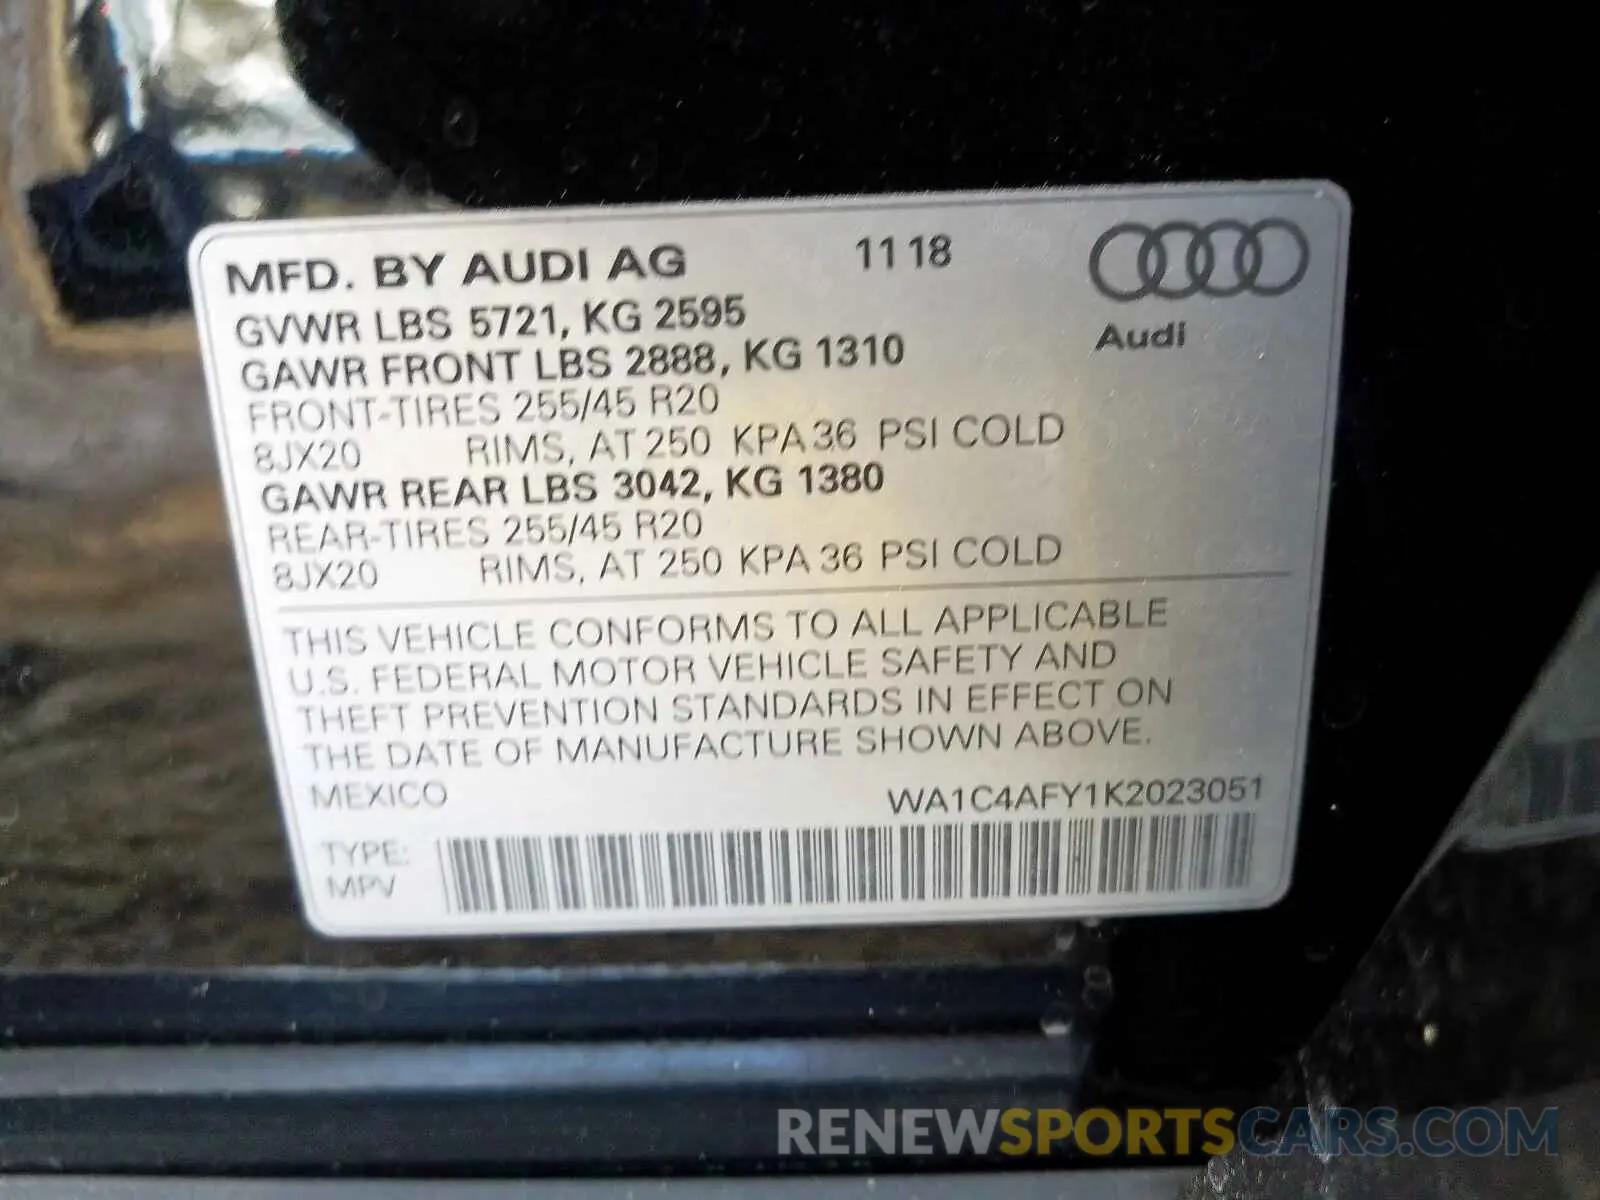 MFD. BY AUDI AG 11 18
Audi
GVWR LBS 5721, KG 2595
GAWR FRONT LBS 2888, KG 1310
FRONT-TIRES 255/45 R20
8JX20 RIMS, AT 250 KPA 36 PSI COLD
GAWR REAR LBS 3042, KG 1380
REAR-TIRES 255/45 R20
8JX20 RIMS, AT 250 KPA 36 PSI COLD
THIS VEHICLE CONFORMS TO ALL APPLICABLE
U.S. FEDERAL MOTOR VEHICLE SAFETY AND
THEFT PREVENTION STANDARDS IN EFFECT ON
THE DATE OF MANUFACTURE SHOWN ABOVE.
MEXICO WA1C4AFY1K2023051
TYPE:
MPV
RENEWSPORTSCARS.COM